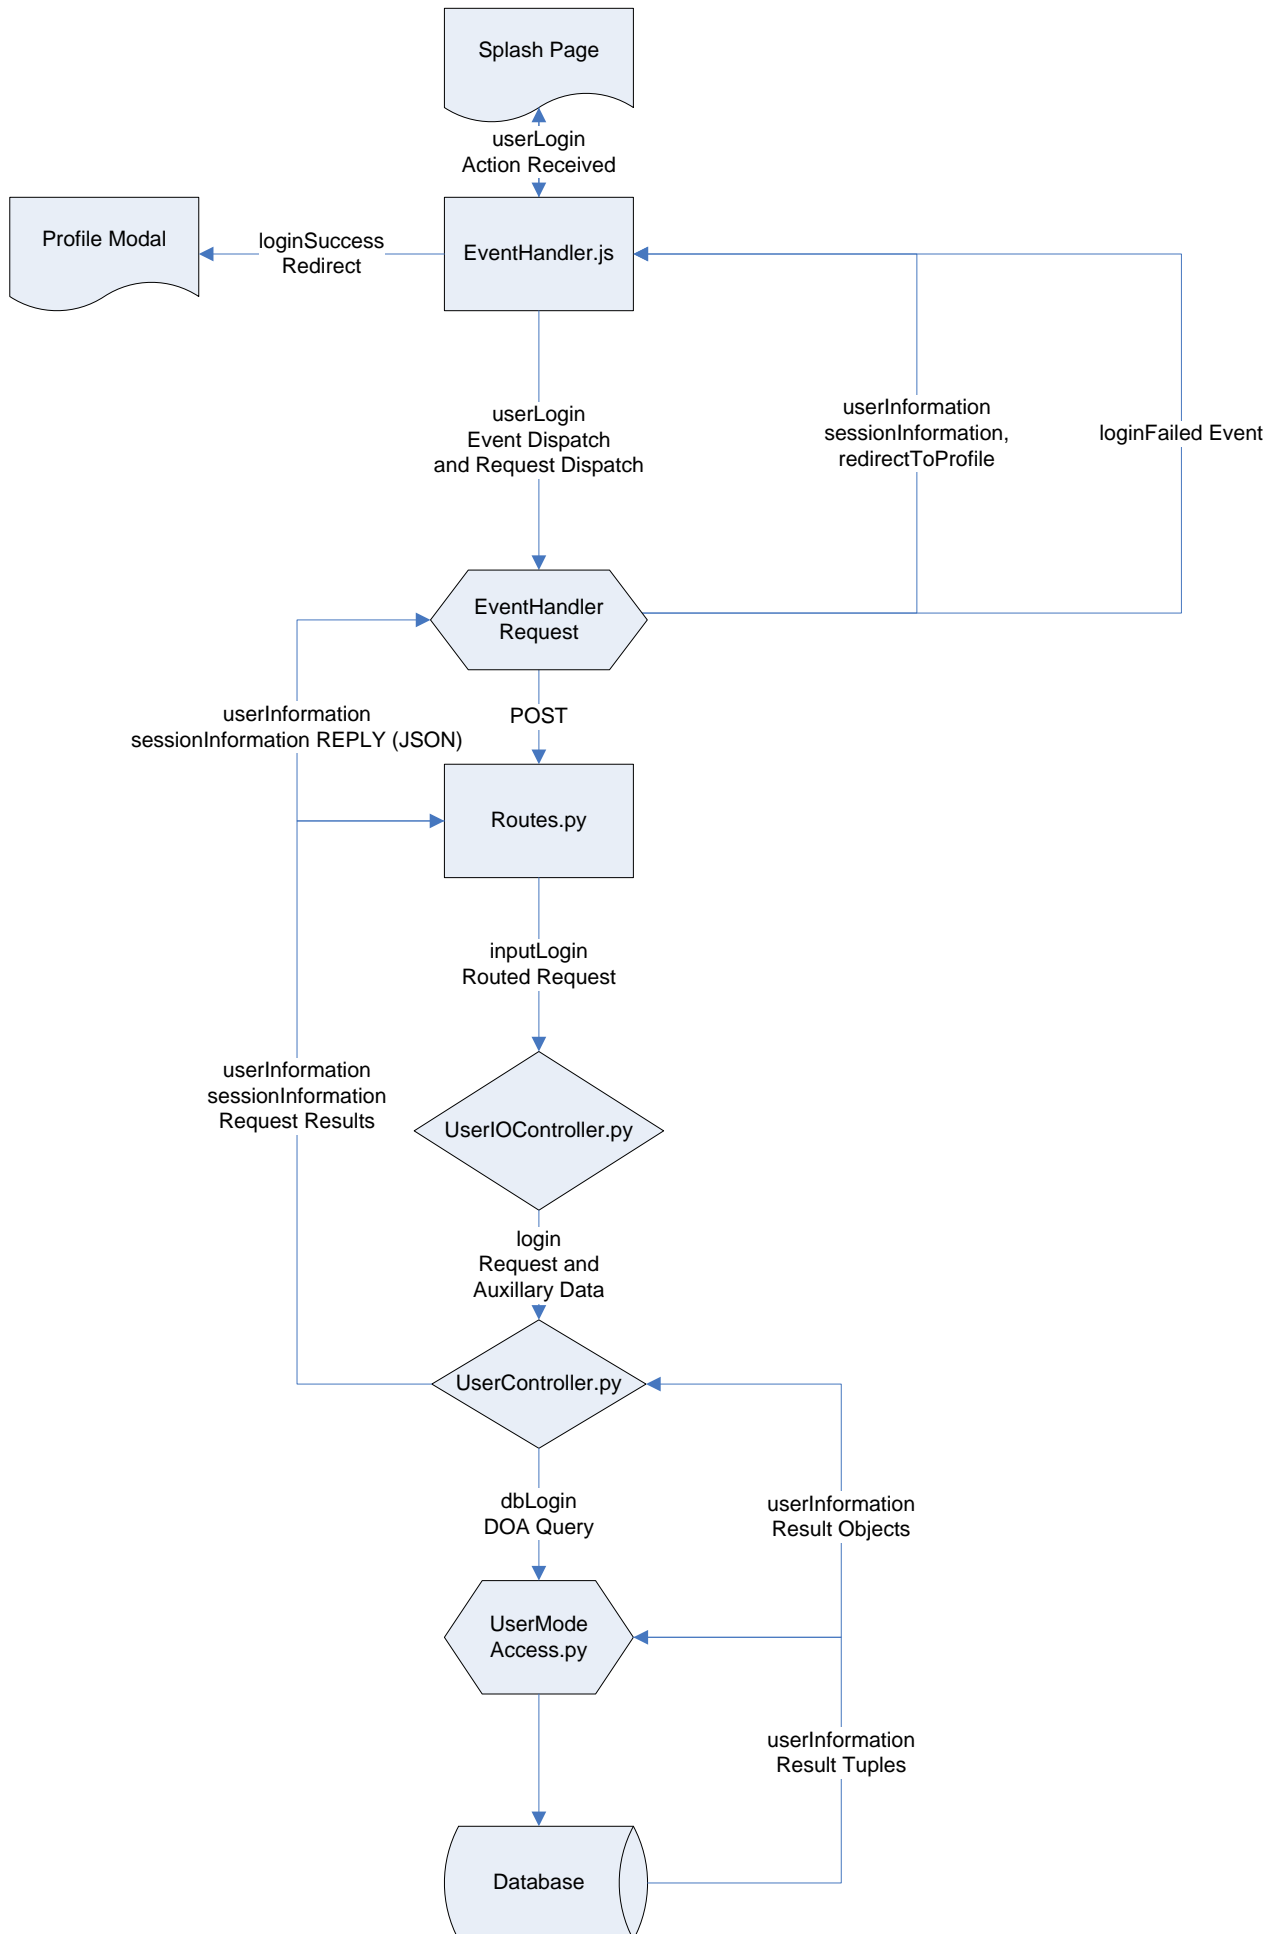 Splash Page
userLogin
Action Received
Profile Modal
loginSuccess
Redirect
EventHandler.js
userLogin
Event Dispatch
and Request Dispatch
userInformation
sessionInformation,
redirectToProfile
loginFailed Event
EventHandler
Request
userInformation
sessionInformation REPLY (JSON)
POST
Routes.py
inputLogin
Routed Request
userInformation
sessionInformation
Request Results
UserIOController.py
login
Request and
Auxillary Data
UserController.py
dbLogin
DOA Query
userInformation
Result Objects
UserMode
Access.py
userInformation
Result Tuples
Database